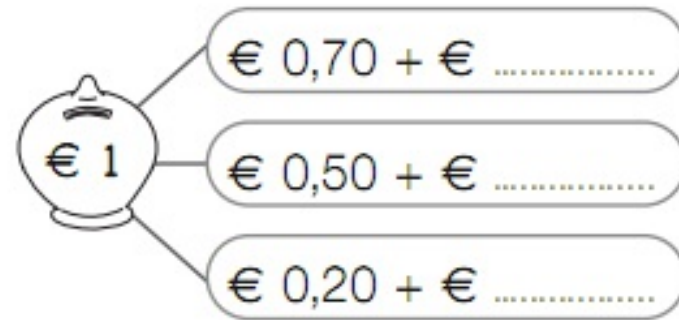 € 0,70 + € ................
€ 1
€ 0,50 + € ................
€ 0,20 + € ................